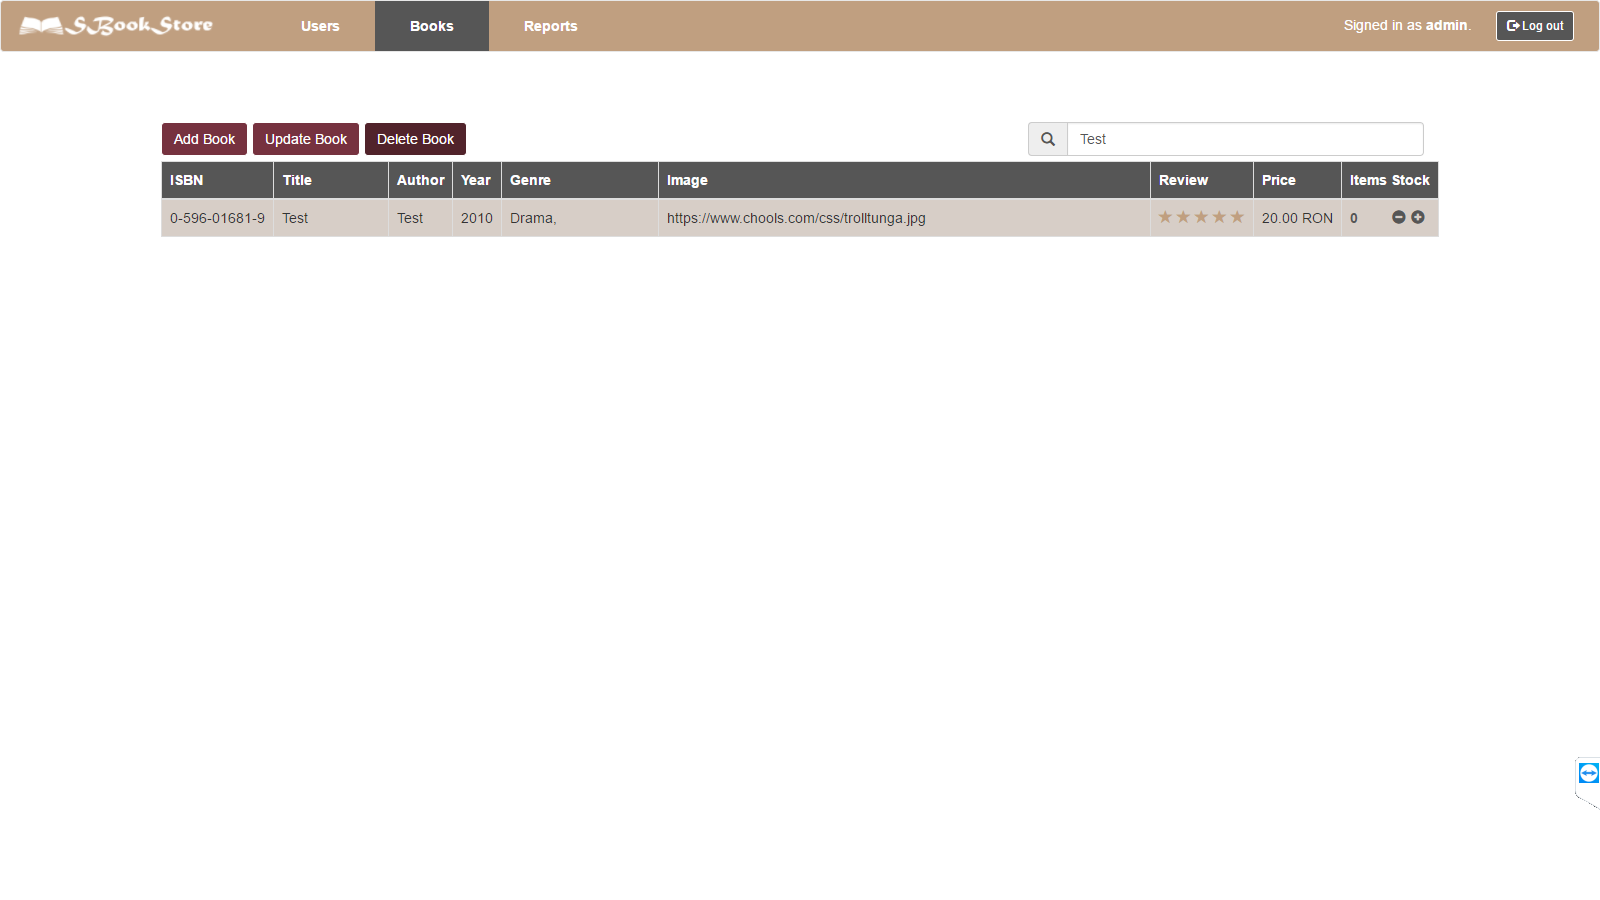 SBookStore Users Books Reports Signed in as admin. Log out
Add Book Update Book Delete Book Test
ISBN Title Author Year Genre Image Review Price Items Stock
0-596-01681-9 Test Test 2010 Drama, https://www.chools.com/css/trolltunga.jpg 20.00 RON 0